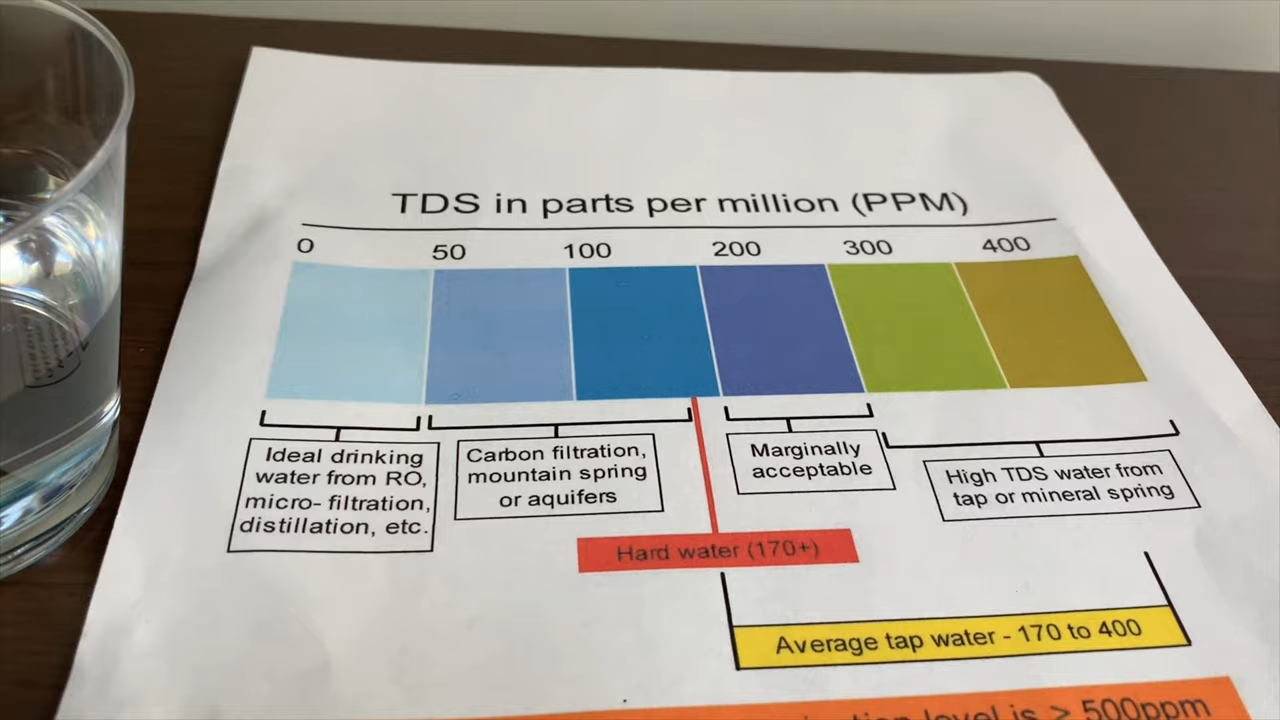 TDS in parts per million (PPM)
0 50 100 200 300 400
Ideal drinking
water from RO,
micro- filtration,
distillation, etc.
Carbon filtration,
mountain spring
or aquifers
Marginally
acceptable
High TDS water from
tap or mineral spring
Hard water (170+)
Average tap water - 170 to 400
level is > 500ppm